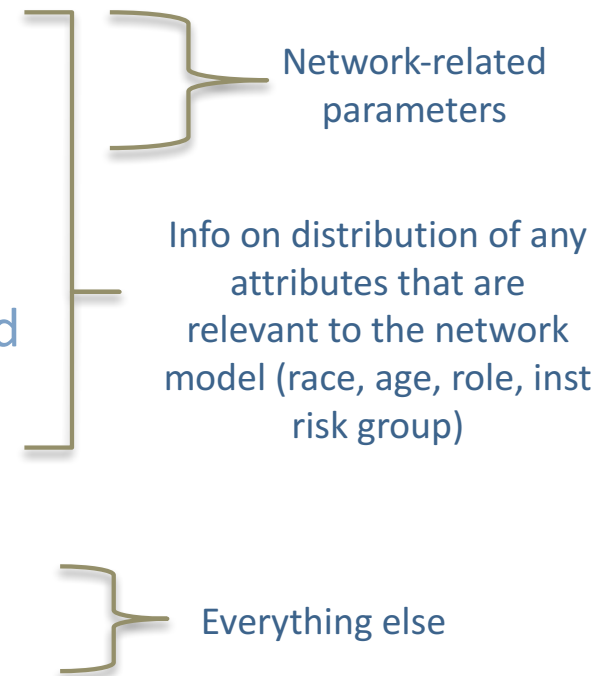 Network-related
parameters
Info on distribution of any
attributes that are
relevant to the network
model (race, age, role, inst
risk group)
Everything else